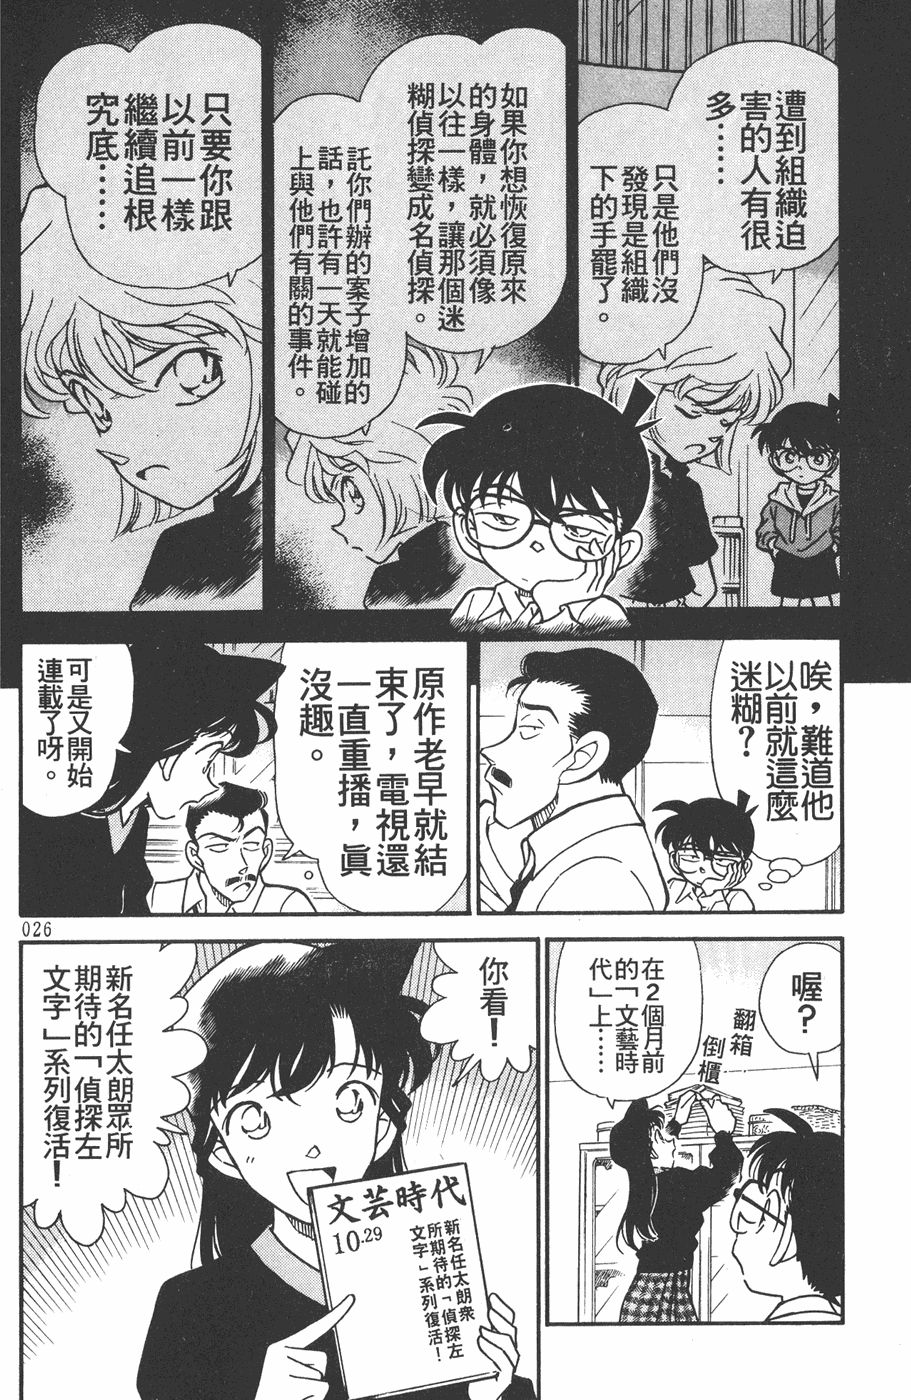 遭到組織迫
害的人有很
多……
只是他們沒
發現是組織
下的手罷了。
如果你想恢復原來
的身體，就必須像
以往一樣，讓那個迷
糊偵探變成名偵探。
託你們辦的案子增加的
話，也許有一天就能碰
上與他們有關的事件。
只要你跟
以前一樣
繼續追根
究底……
唉，難道他
以前就這麼
迷糊？
原作老早就結
束了，電視還
一直重播，眞
沒趣。
可是又開始
連載了呀。
026
喔？
翻箱
倒櫃
在2個月前
的「文藝時
代」上……
你看！
新名任太朗眾所
期待的「偵探左
文字」系列復活！
文芸時代
10.29
新名任太朗衆
所期待的「偵探左
文字」系列復活！